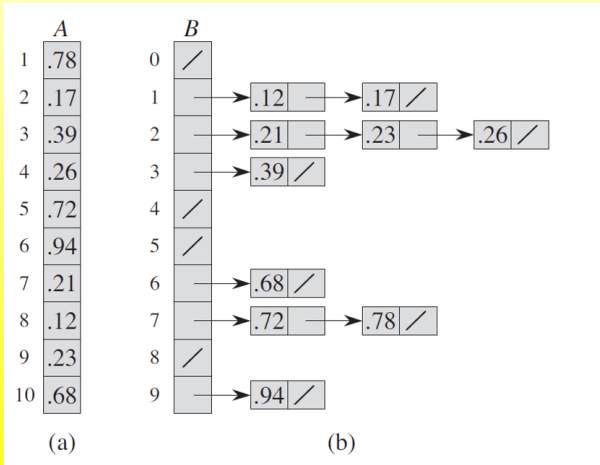 A B
1 .78 0
2 .17 1 .12 .17
3 .39 2 .21 .23 .26
4 .26 3 .39
5 .72 4
6 .94 5
7 .21 6 .68
8 .12 7 .72 .78
9 .23 8
10 .68 9 .94
(a) (b)